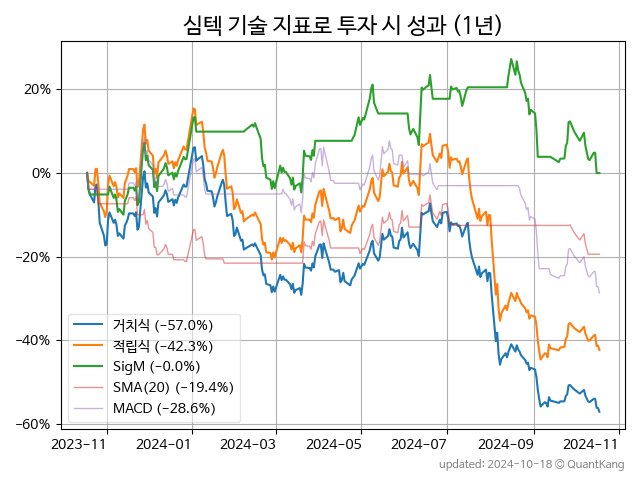 심텍 기술 지표로 투자 시 성과 (1년)
20%
0%
−20%
−40%
−60%
거치식 (−57.0%)
적립식 (−42.3%)
SigM (−0.0%)
SMA(20) (−19.4%)
MACD (−28.6%)
2023−11 2024−01 2024−03 2024−05 2024−07 2024−09 2024−11
updated: 2024-10-18 © QuantKang